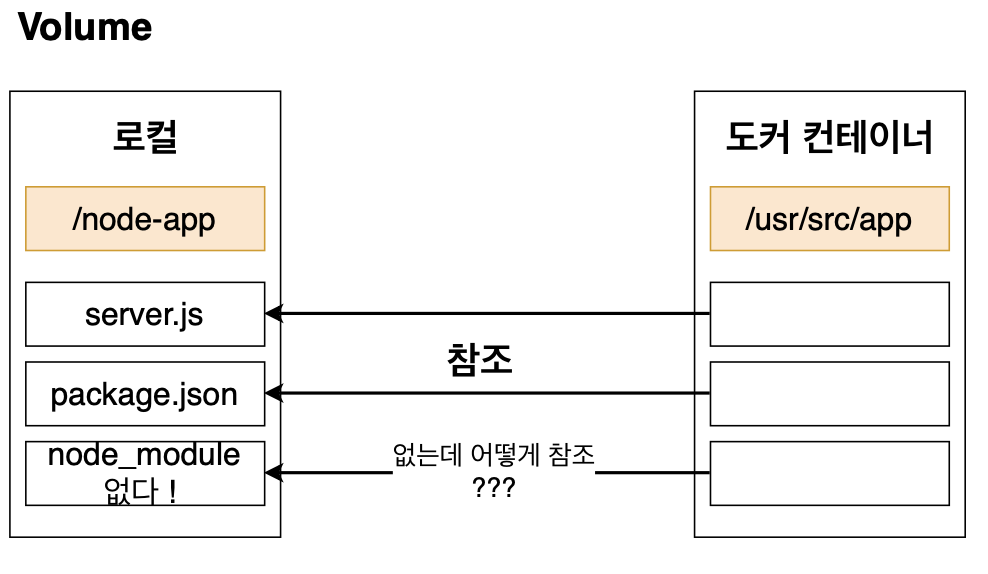 Volume
로컬
도커 컨테이너
/node-app
/usr/src/app
server.js
참조
package.json
node_module
없다 !
없는데 어떻게 참조
???